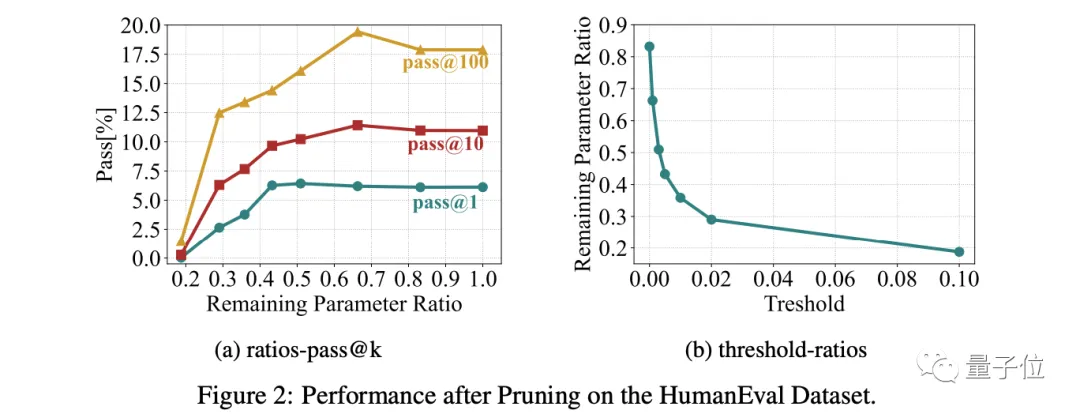 20.0
17.5
15.0
12.5
10.0
7.5
5.0
2.5
0.0
Pass[%]
pass@100
pass@10
pass@1
0.2 0.3 0.4 0.5 0.6 0.7 0.8 0.9 1.0
Remaining Parameter Ratio
(a) ratios-pass@k
0.9
0.8
0.7
0.6
0.5
0.4
0.3
0.2
Remaining Parameter Ratio
0.00 0.02 0.04 0.06 0.08 0.10
Treshold
(b) threshold-ratios
量子位
Figure 2: Performance after Pruning on the HumanEval Dataset.